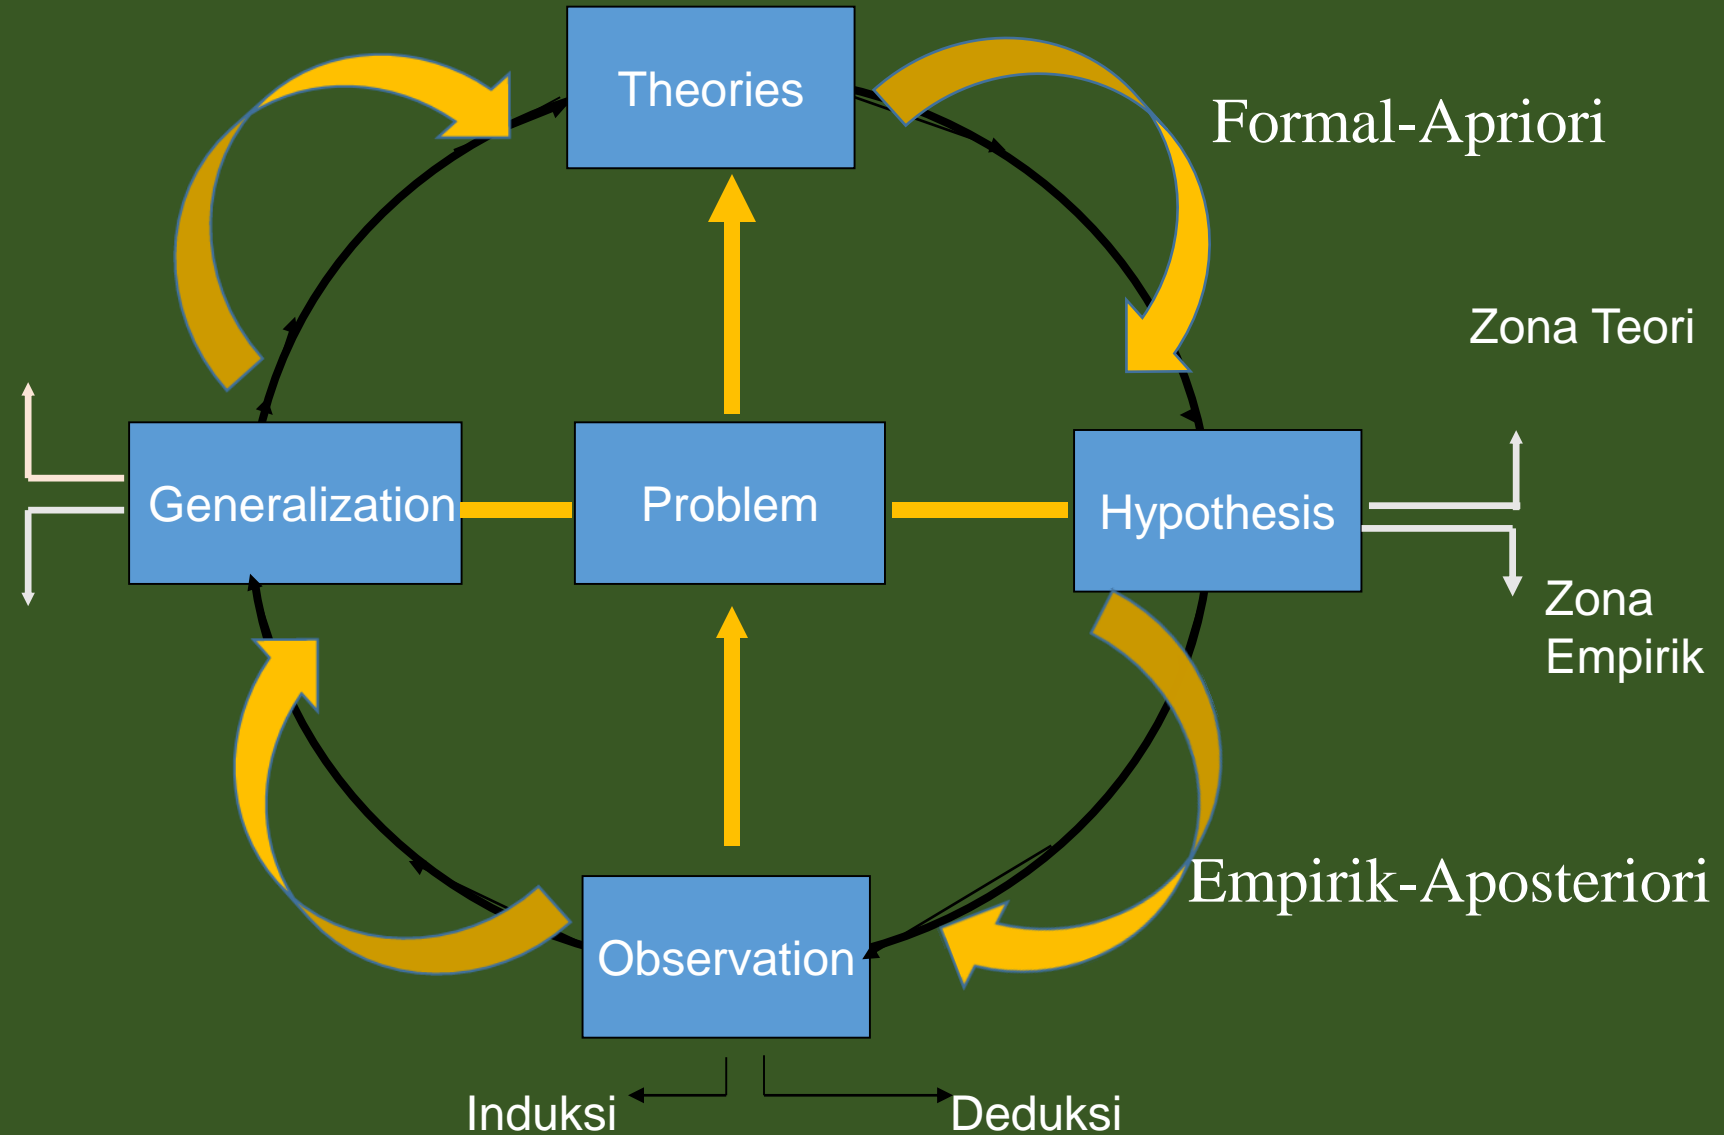 Theories
Formal-Apriori
Zona Teori
Generalization
Problem
Hypothesis
Zona
Empirik
Empirik-Aposteriori
Observation
Induksi
Deduksi